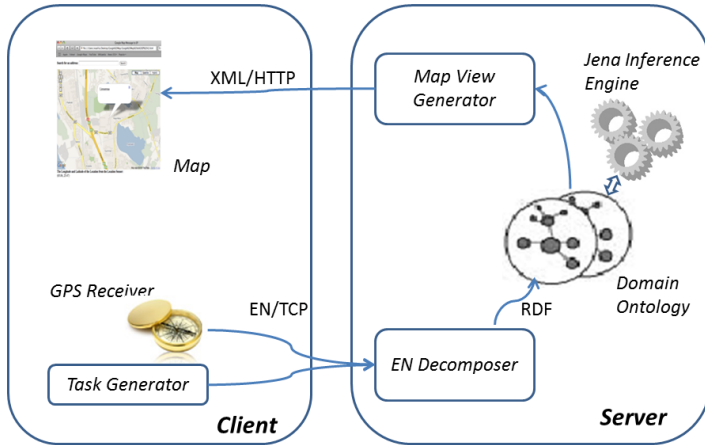 XML/HTTP
Map View
Generator
Jena Inference
Engine
Map
GPS Receiver
EN/TCP
RDF
Domain
Ontology
Task Generator
EN Decomposer
Client
Server